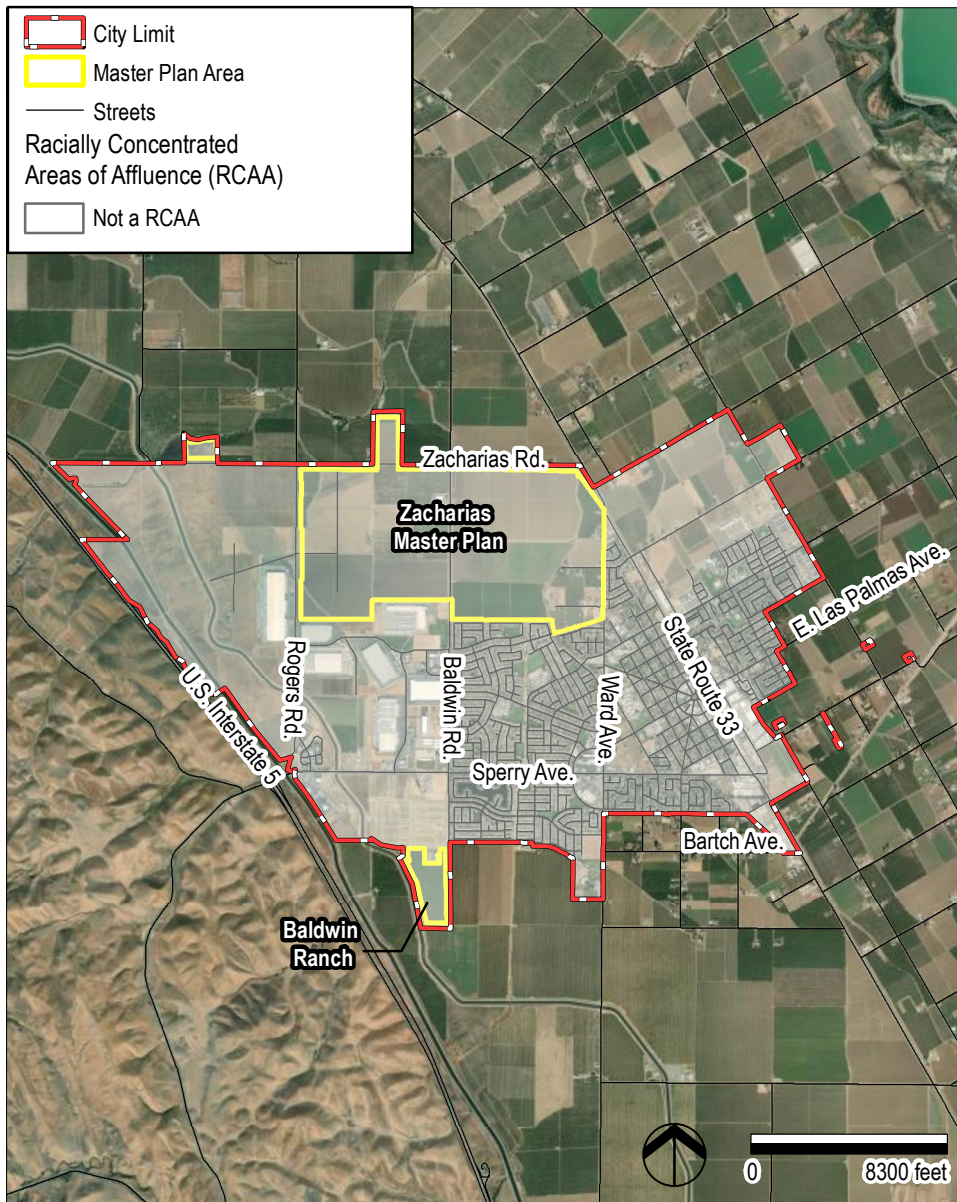 City Limit
Master Plan Area
Streets
Racially Concentrated
Areas of Affluence (RCAA)
Not a RCAA
Zacharias Rd.
Zacharias
Master Plan
E. Las Palmas Ave.
State Route 33
Rogers Rd.
Baldwin Rd.
Ward Ave.
U.S. Interstate 5
Sperry Ave.
Bartch Ave.
Baldwin
Ranch
0
8300 feet